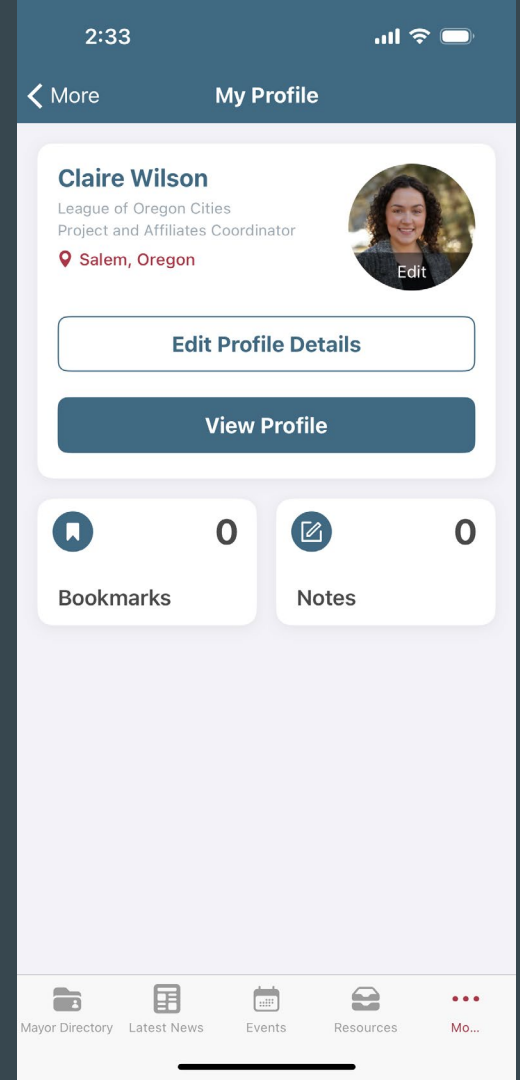 2:33
More
My Profile
Claire Wilson
League of Oregon Cities
Project and Affiliates Coordinator
Salem, Oregon
Edit
Edit Profile Details
View Profile
0
Bookmarks
0
Notes
Mayor Directory
Latest News
Events
Resources
Mo...